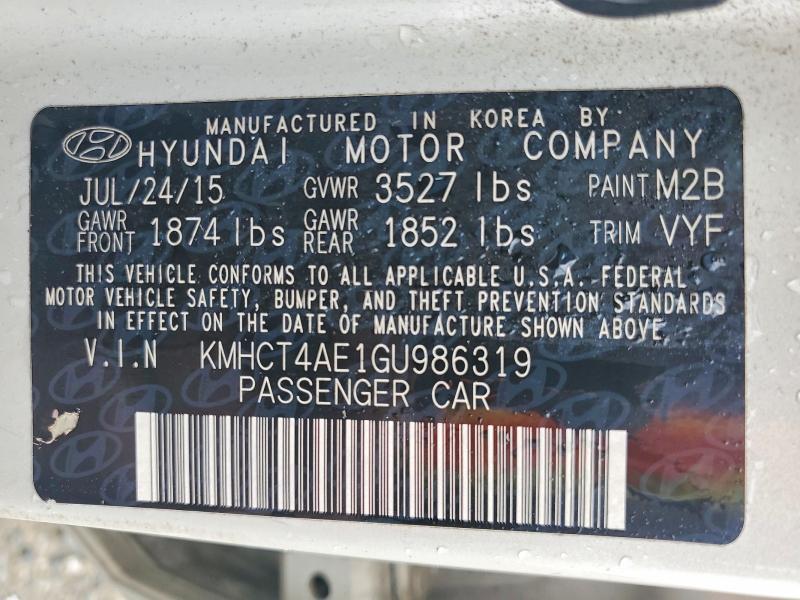 MANUFACTURED IN KOREA BY
HYUNDAI MOTOR COMPANY
JUL/24/15 GVWR 3527 lbs PAINT M2B
GAWR FRONT 1874 lbs GAWR REAR 1852 lbs TRIM VYF
THIS VEHICLE CONFORMS TO ALL APPLICABLE U.S.A. FEDERAL
MOTOR VEHICLE SAFETY, BUMPER, AND THEFT PREVENTION STANDARDS
IN EFFECT ON THE DATE OF MANUFACTURE SHOWN ABOVE.
V.I.N KMHCT4AE1GU986319
PASSENGER CAR